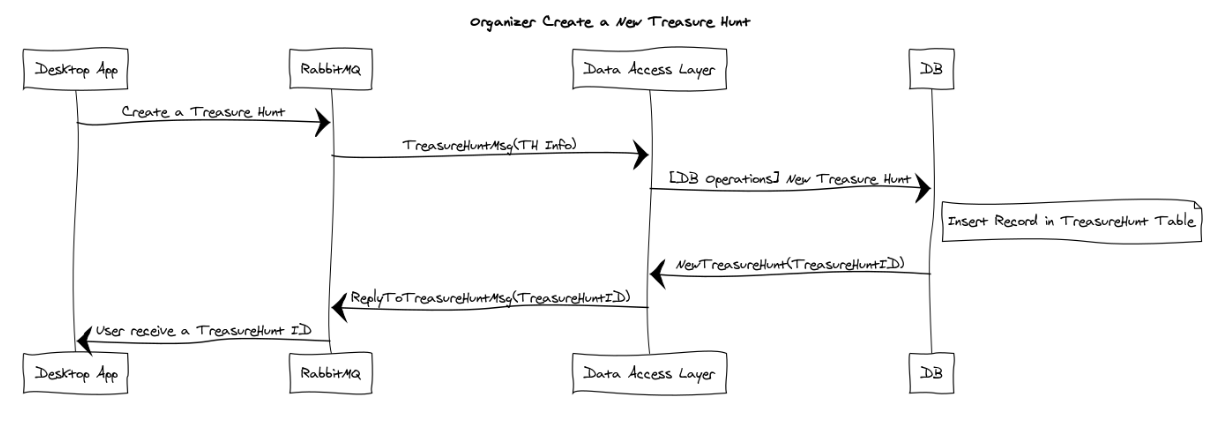 Organizer Create a New Treasure Hunt
Desktop App
RabbitMQ
Data Access Layer
DB
Create a Treasure Hunt
TreasureHuntMsg(TH Info)
[DB Operations] New Treasure Hunt
Insert Record in TreasureHunt Table
NewTreasureHunt(TreasureHuntID)
ReplyToTreasureHuntMsg(TreasureHuntID)
User receive a TreasureHunt ID
Desktop App
RabbitMQ
Data Access Layer
DB